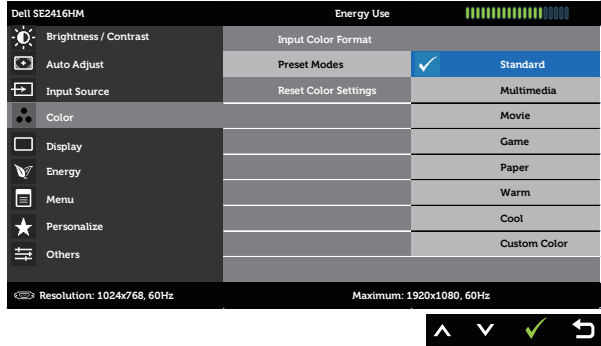 Dell SE2416HM Energy Use
Brightness / Contrast Input Color Format
Auto Adjust Preset Modes Standard
Input Source Reset Color Settings Multimedia
Color Movie
Display Game
Energy Paper
Menu Warm
Personalize Cool
Others Custom Color
Resolution: 1024x768, 60Hz Maximum: 1920x1080, 60Hz